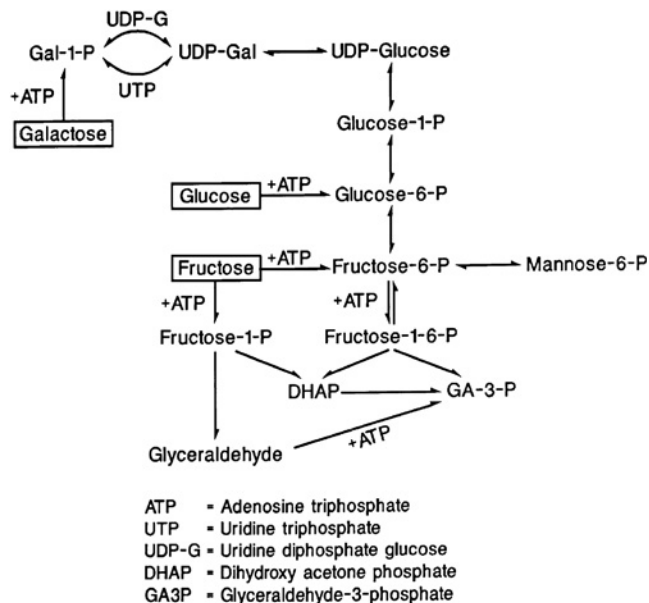 UDP-G
Gal-1-P UDP-Gal UDP-Glucose
+ATP UTP
Galactose
Glucose-1-P
Glucose +ATP Glucose-6-P
Fructose +ATP Fructose-6-P Mannose-6-P
+ATP +ATP
Fructose-1-P Fructose-1-6-P
DHAP GA-3-P
Glyceraldehyde +ATP
ATP = Adenosine triphosphate
UTP = Uridine triphosphate
UDP-G = Uridine diphosphate glucose
DHAP = Dihydroxy acetone phosphate
GA3P = Glyceraldehyde-3-phosphate